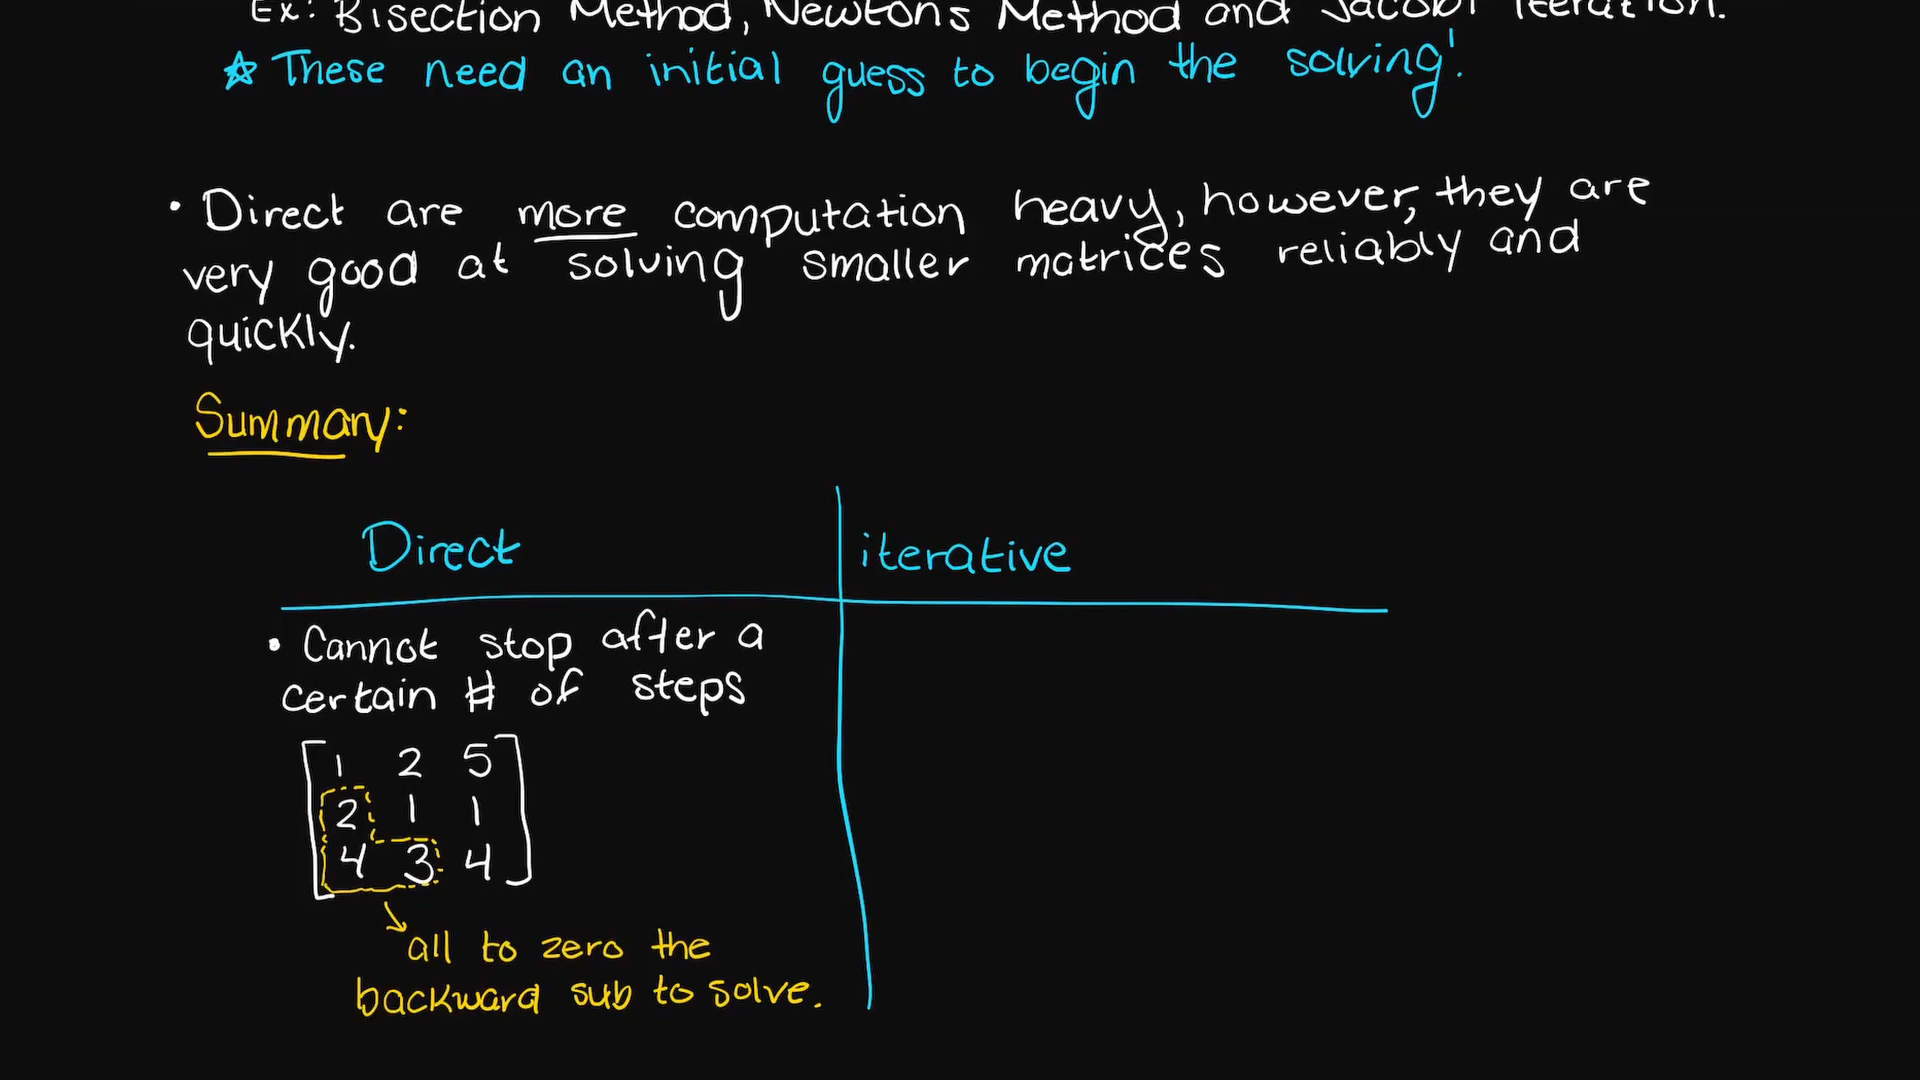 Ex: Bisection Method, Newtons Method and Jacobi iteration.
☆ These need an initial guess to begin the solving!
• Direct are more computation heavy, however, they are
very good at solving smaller matrices reliably and
quickly.
Summary:
Direct
iterative
• Cannot stop after a
certain # of steps
1 2 5
2 1 1
4 3 4
all to zero the
backward sub to solve.